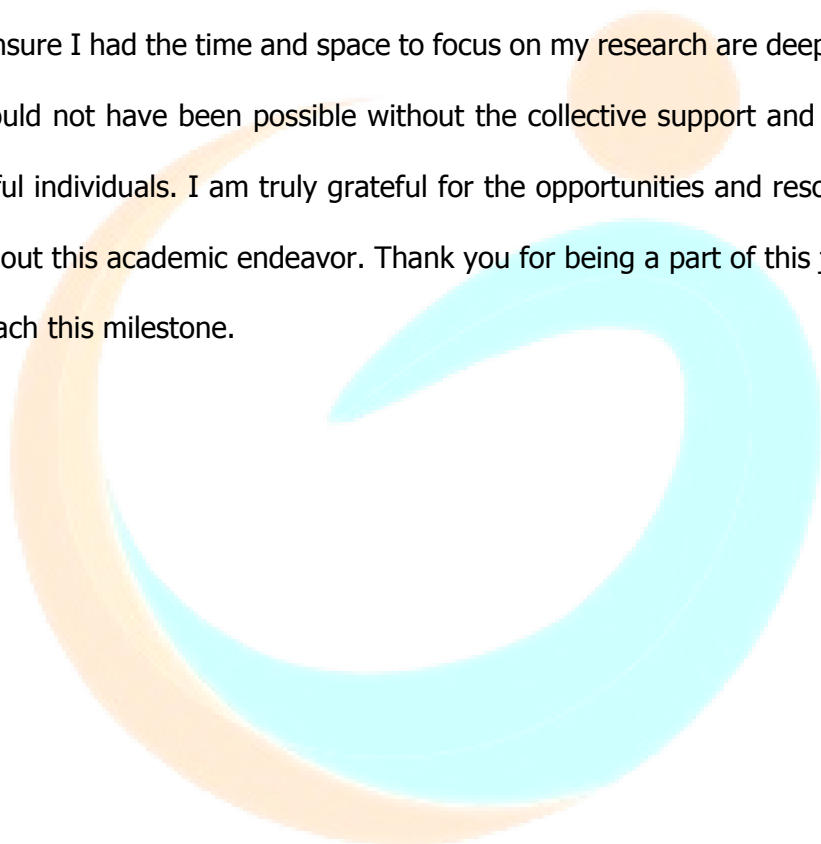 nsure I had the time and space to focus on my research are deep
ould not have been possible without the collective support and
ful individuals. I am truly grateful for the opportunities and reso
out this academic endeavor. Thank you for being a part of this j
ach this milestone.